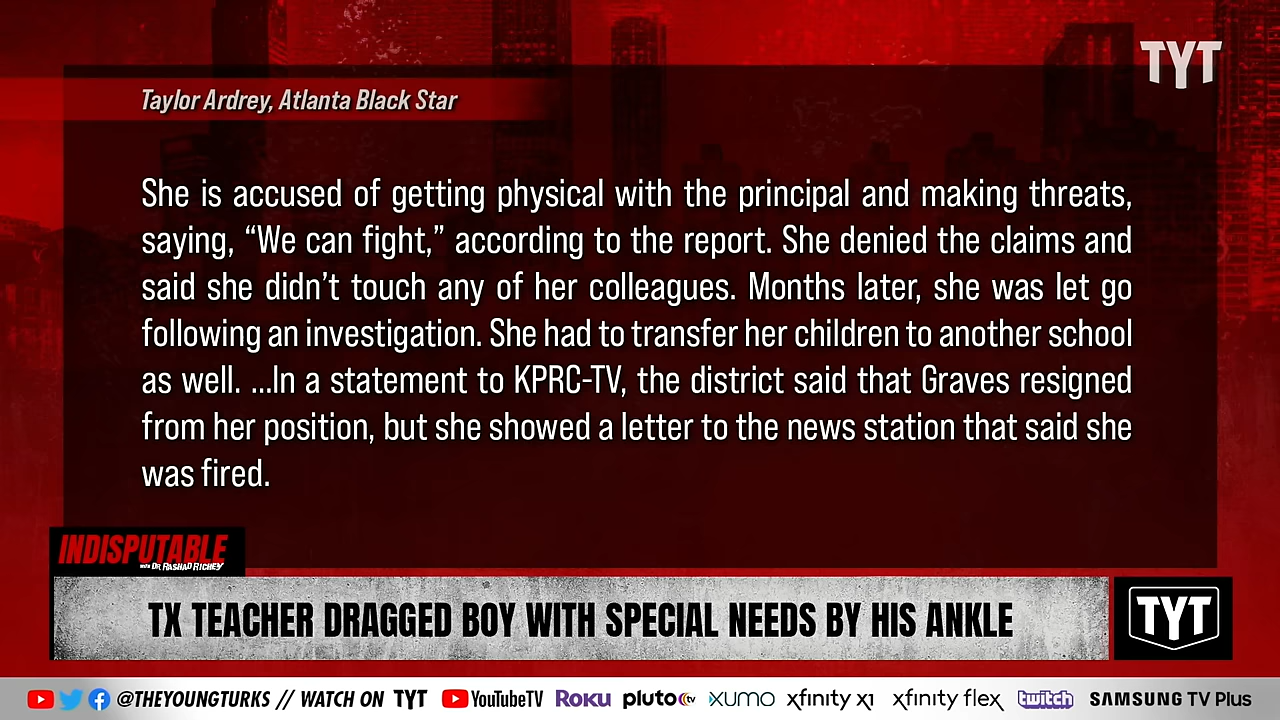 TYT
Taylor Ardrey, Atlanta Black Star
She is accused of getting physical with the principal and making threats,
saying, “We can fight,” according to the report. She denied the claims and
said she didn’t touch any of her colleagues. Months later, she was let go
following an investigation. She had to transfer her children to another school
as well. ...In a statement to KPRC-TV, the district said that Graves resigned
from her position, but she showed a letter to the news station that said she
was fired.
INDISPUTABLE
WITH DR. RASHAD RICHEY
TX TEACHER DRAGGED BOY WITH SPECIAL NEEDS BY HIS ANKLE
TYT
@THEYOUNGTURKS // WATCH ON TYT YouTubeTV ROKU pluto tv XUMO xfinity x1 xfinity flex twitch SAMSUNG TV Plus